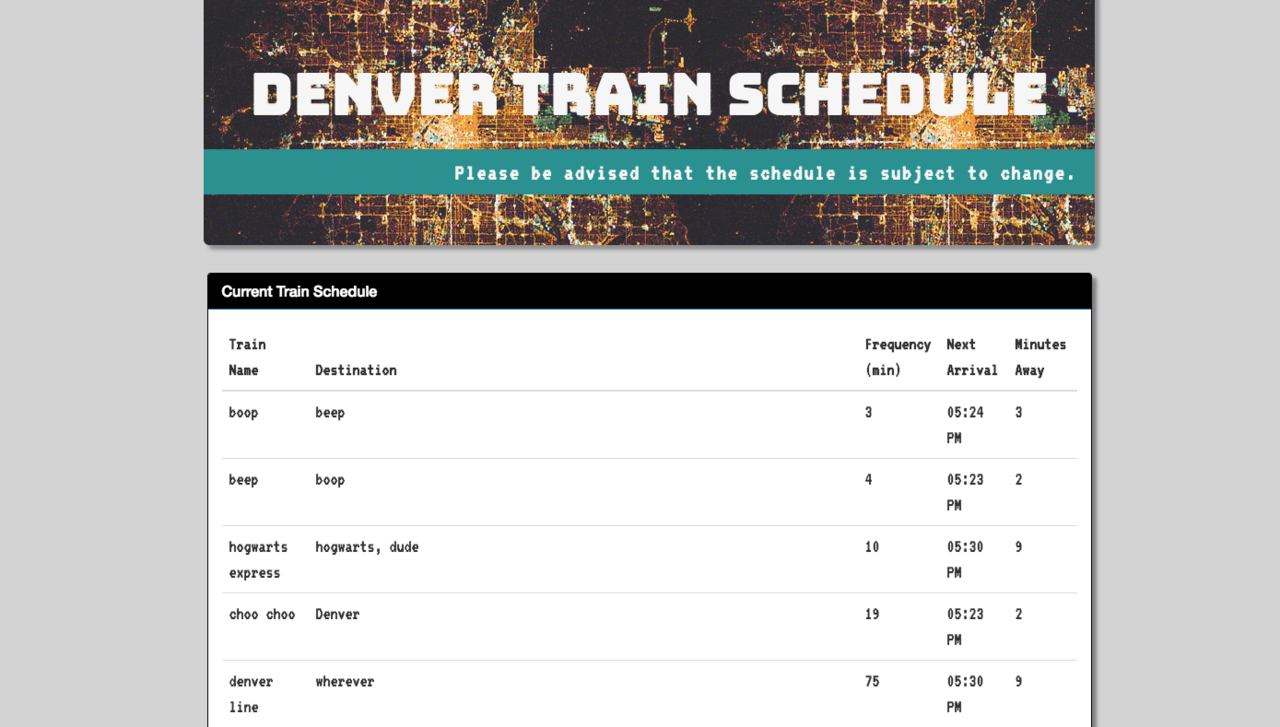 DENVER TRAIN SCHEDULE
Please be advised that the schedule is subject to change.
Current Train Schedule
Train Name Destination Frequency (min) Next Arrival Minutes Away
boop beep 3 05:24 PM 3
beep boop 4 05:23 PM 2
hogwarts express hogwarts, dude 10 05:30 PM 9
choo choo Denver 19 05:23 PM 2
denver line wherever 75 05:30 PM 9